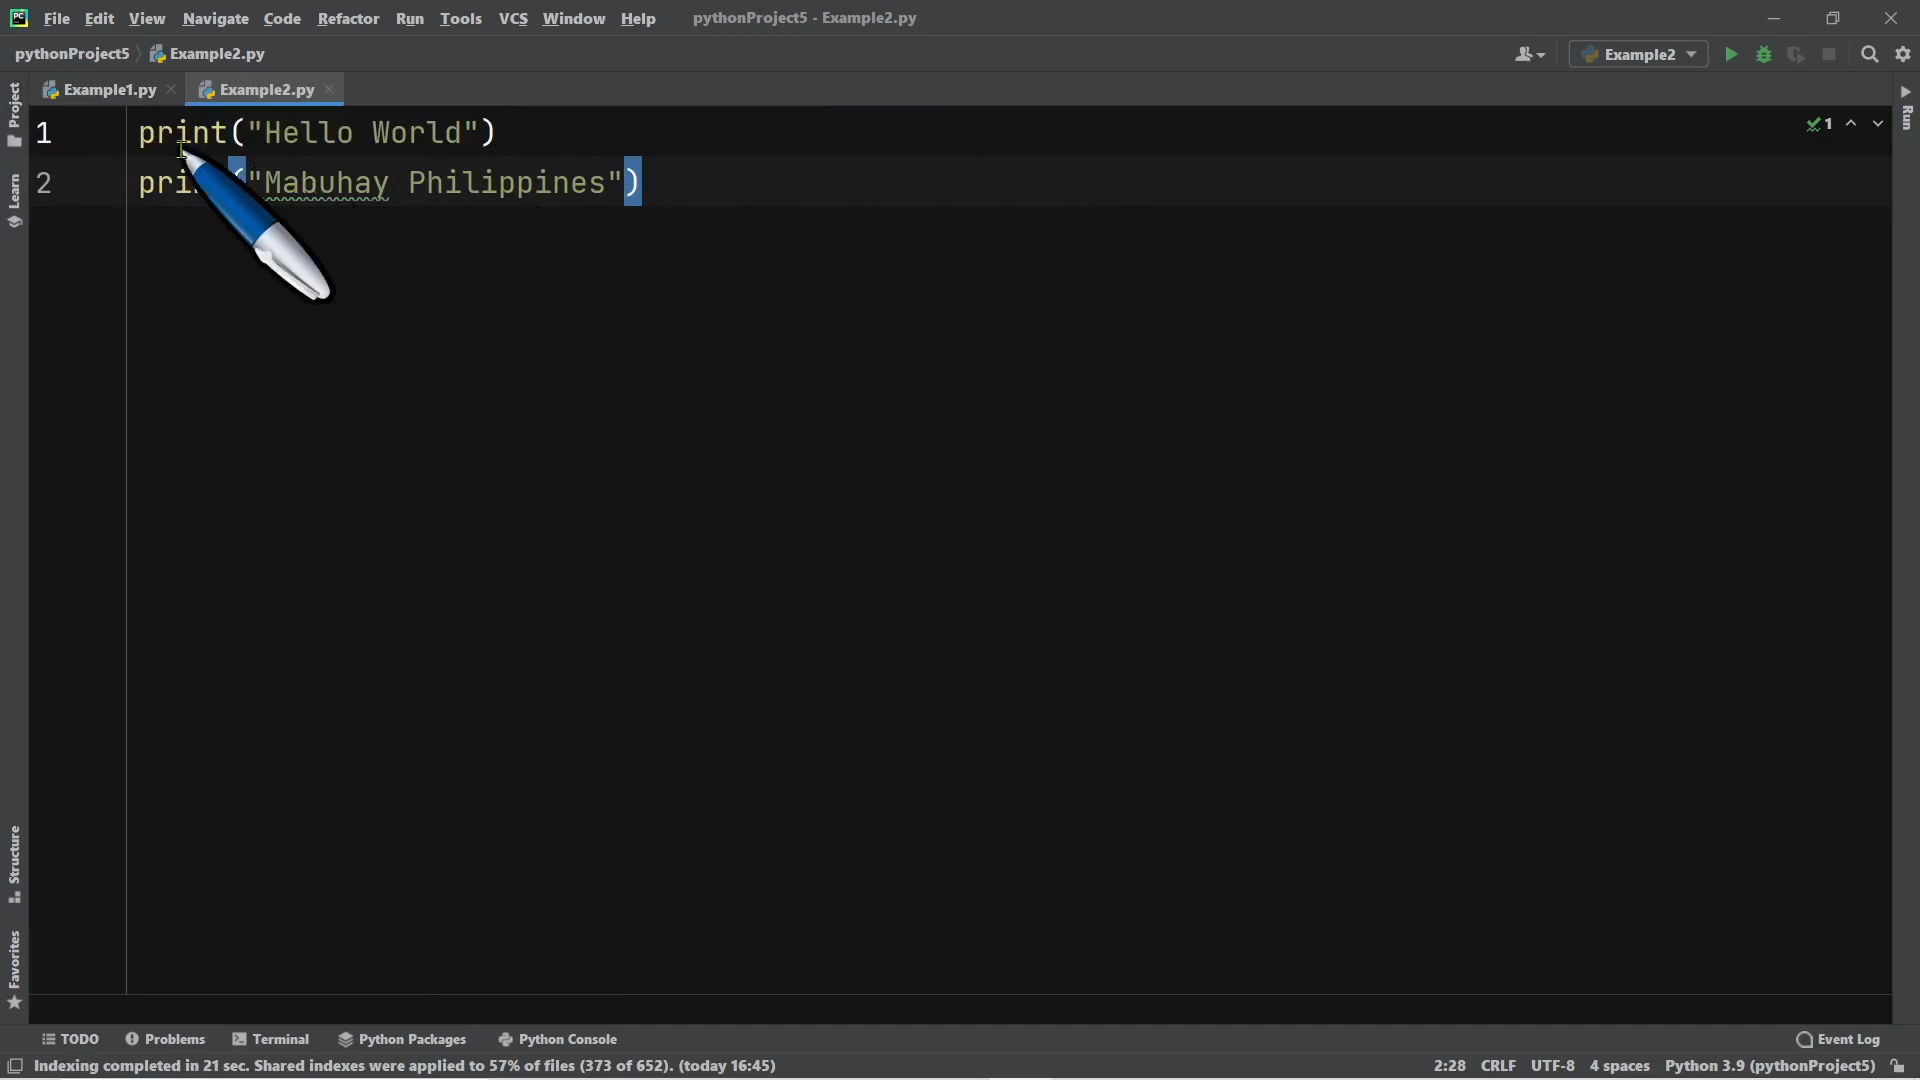 PC File Edit View Navigate Code Refactor Run Tools VCS Window Help pythonProject5 - Example2.py
pythonProject5 Example2.py Example2
Example1.py Example2.py
Project
Learn
Structure
Favorites
Run
1 print("Hello World")
1
2 pri ("Mabuhay Philippines")
TODO Problems Terminal Python Packages Python Console Event Log
Indexing completed in 21 sec. Shared indexes were applied to 57% of files (373 of 652). (today 16:45) 2:28 CRLF UTF-8 4 spaces Python 3.9 (pythonProject5)